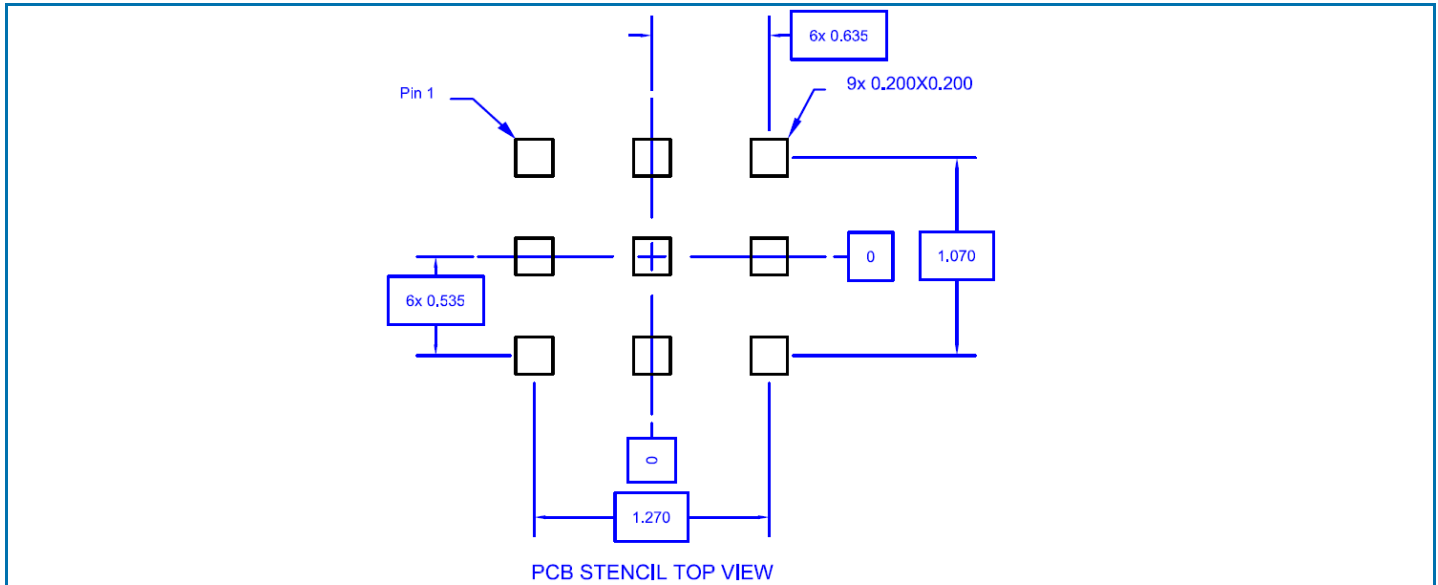 6x 0.635
Pin 1
9x 0.200X0.200
0
1.070
6x 0.535
0
1.270
PCB STENCIL TOP VIEW